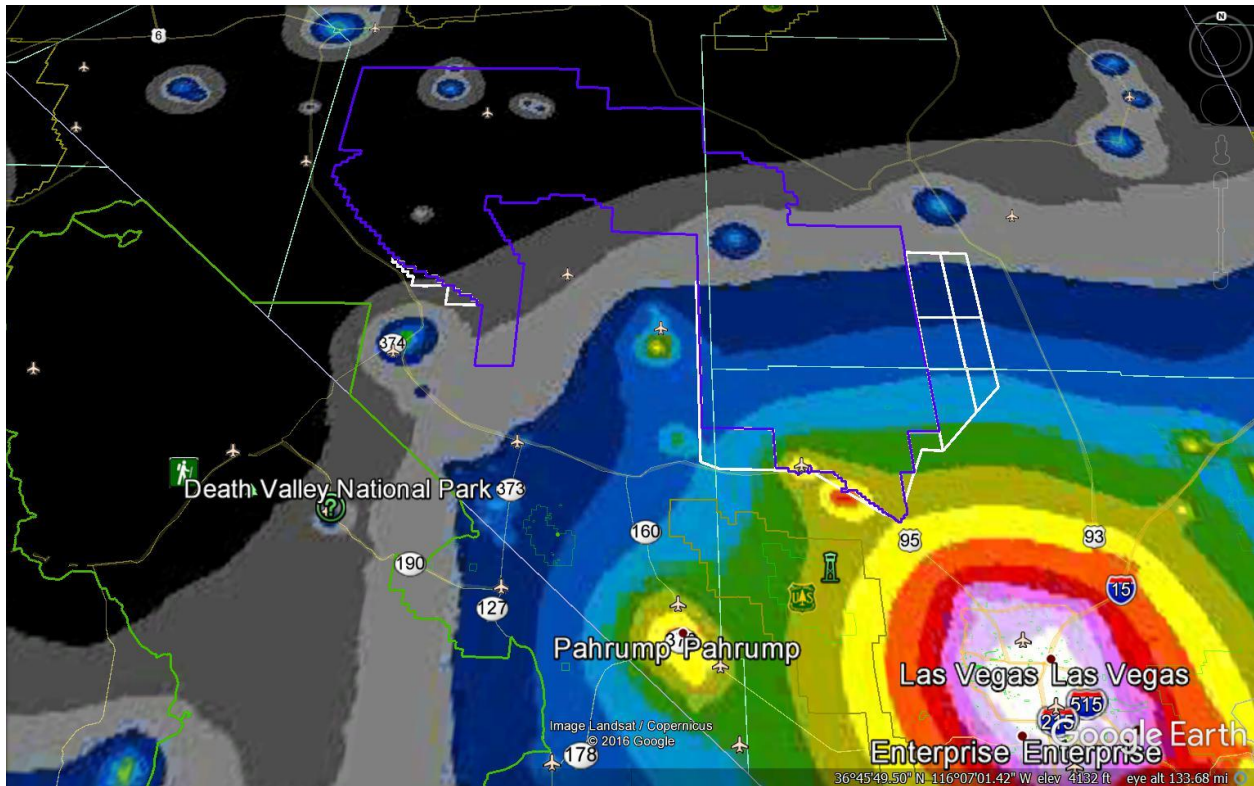 N
6
374
Death Valley National Park
373
160
95
93
190
127
15
U S
Pahrump Pahrump
Las Vegas Las Vegas
515
215
Image Landsat / Copernicus
© 2016 Google
178
Enterprise Enterprise
Google Earth
36°45'49.50" N -116°07'01.42" W elev 4132 ft eye alt 133.68 mi